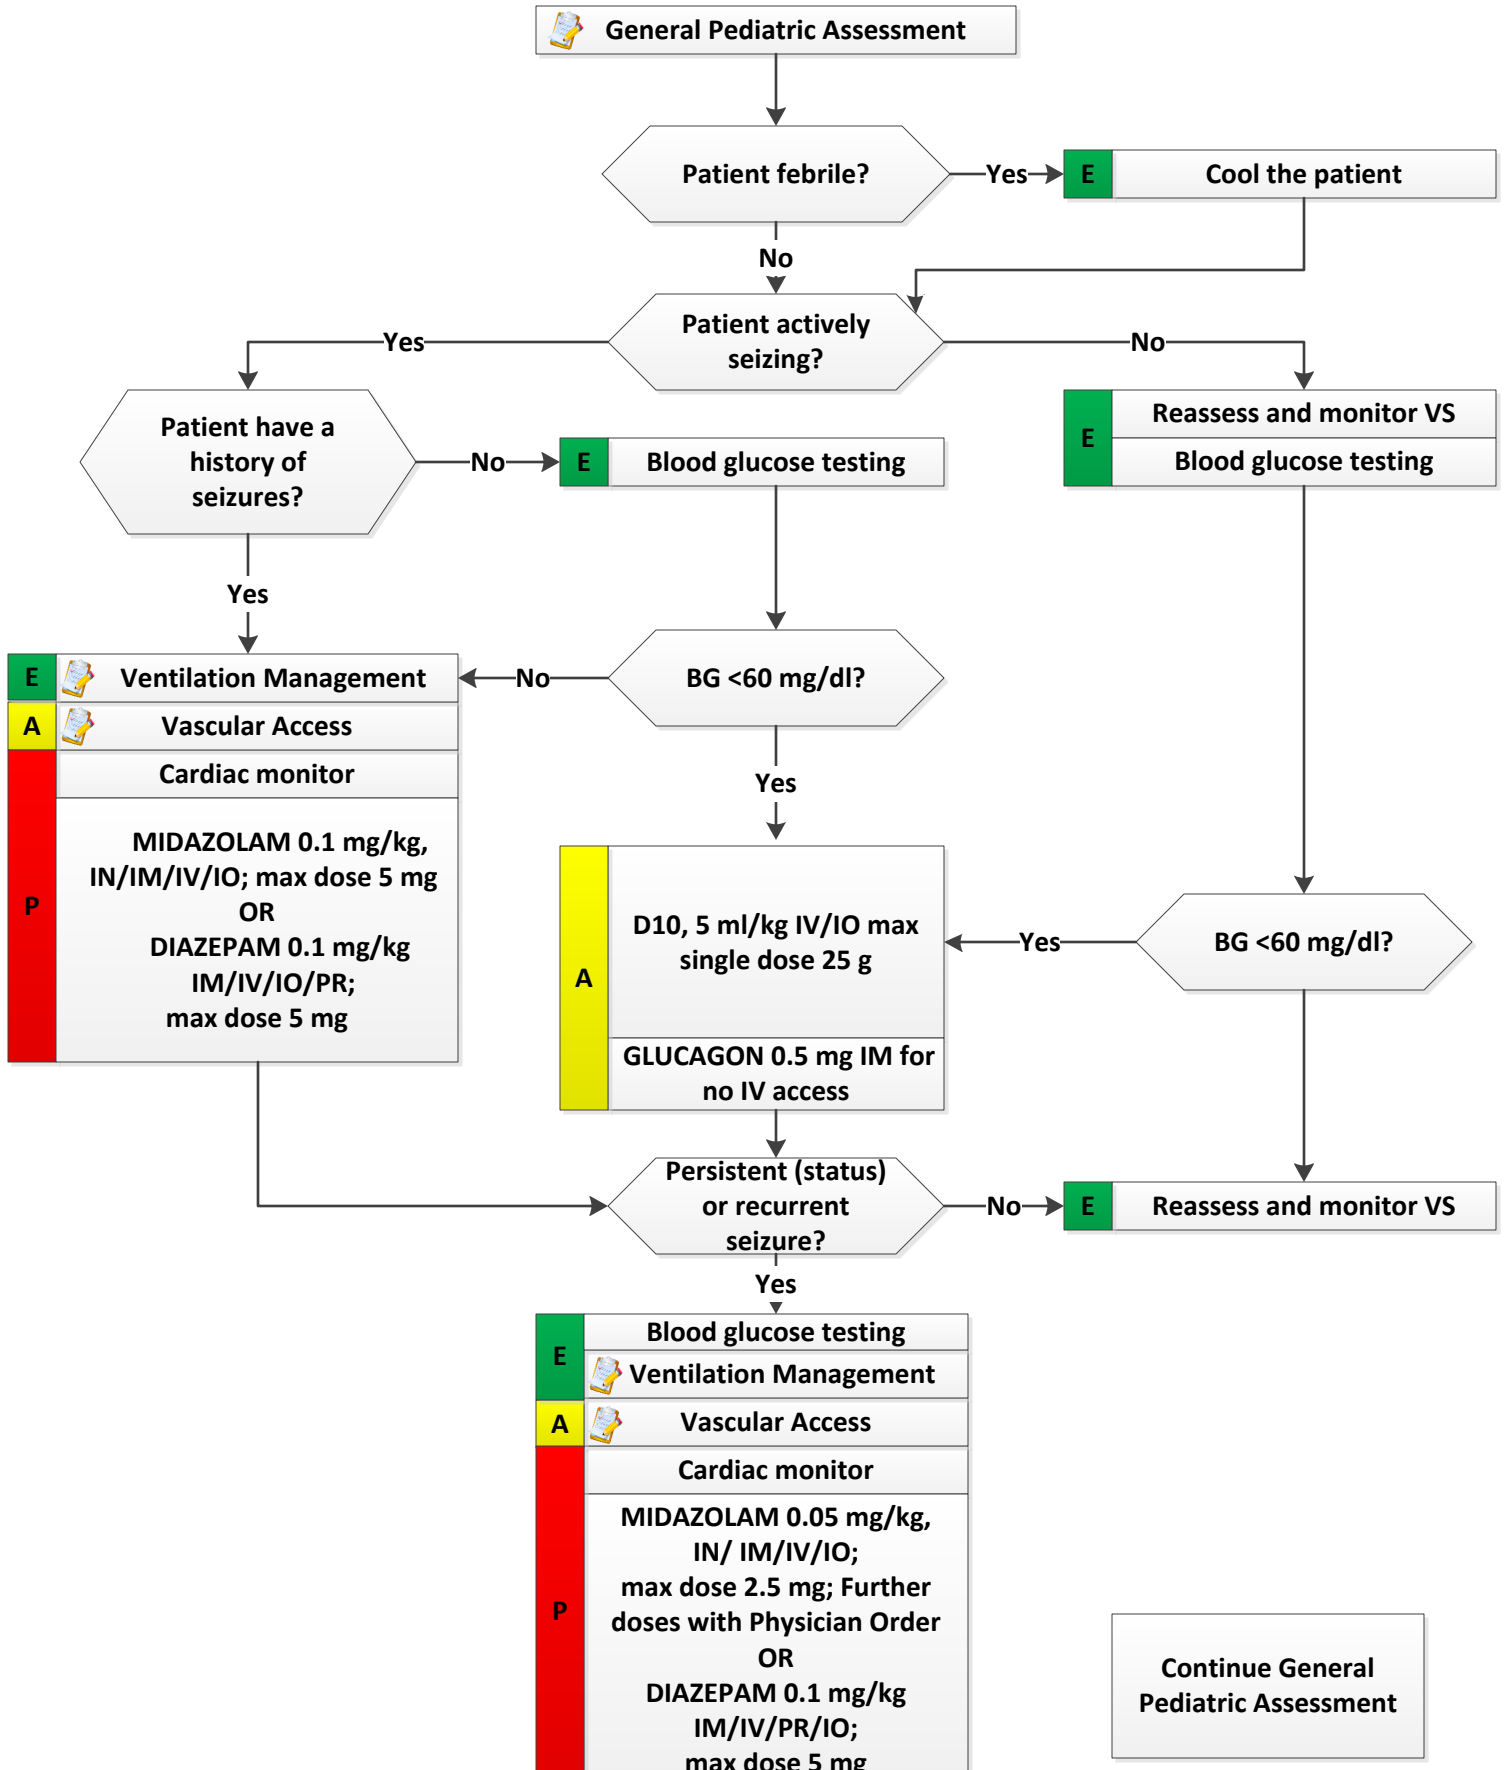 General Pediatric Assessment
Patient febrile?
Yes
E
Cool the patient
No
Patient actively
seizing?
Yes
No
Patient have a
history of
seizures?
No
E
Blood glucose testing
E
Reassess and monitor VS
Blood glucose testing
Yes
E
Ventilation Management
A
Vascular Access
P
Cardiac monitor
MIDAZOLAM 0.1 mg/kg,
IN/IM/IV/IO; max dose 5 mg
OR
DIAZEPAM 0.1 mg/kg
IM/IV/IO/PR;
max dose 5 mg
No
BG <60 mg/dl?
Yes
A
D10, 5 ml/kg IV/IO max
single dose 25 g
GLUCAGON 0.5 mg IM for
no IV access
Yes
BG <60 mg/dl?
Persistent (status)
or recurrent
seizure?
No
E
Reassess and monitor VS
Yes
E
Blood glucose testing
Ventilation Management
A
Vascular Access
P
Cardiac monitor
MIDAZOLAM 0.05 mg/kg,
IN/ IM/IV/IO;
max dose 2.5 mg; Further
doses with Physician Order
OR
DIAZEPAM 0.1 mg/kg
IM/IV/PR/IO;
max dose 5 mg
Continue General
Pediatric Assessment